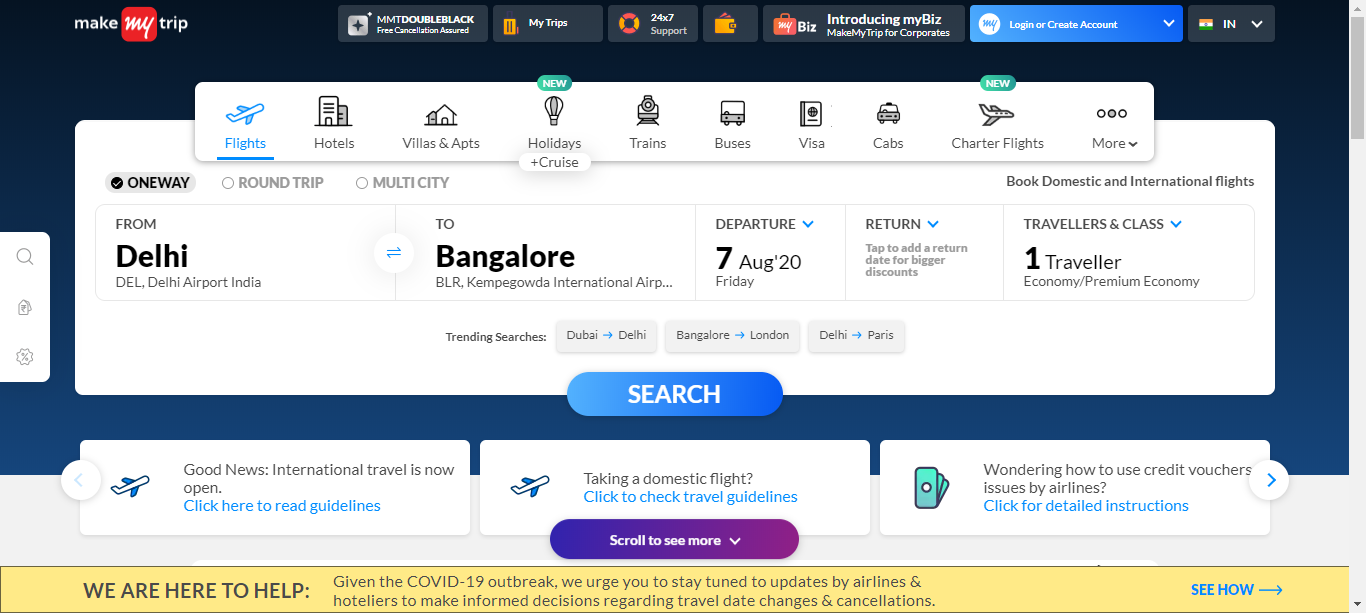 make my trip
MMTDOUBLEBLACK
Free Cancellation Assured
My Trips
24x7
Support
my Biz
Introducing myBiz
MakeMyTrip for Corporates
my
Login or Create Account
IN
NEW
NEW
Flights
Hotels
Villas & Apts
Holidays
Trains
Buses
Visa
Cabs
Charter Flights
More
+Cruise
ONEWAY
ROUND TRIP
MULTI CITY
Book Domestic and International flights
FROM
Delhi
DEL, Delhi Airport India
TO
Bangalore
BLR, Kempegowda International Airp...
DEPARTURE
7 Aug'20
Friday
RETURN
Tap to add a return
date for bigger
discounts
TRAVELLERS & CLASS
1 Traveller
Economy/Premium Economy
Trending Searches:
Dubai → Delhi
Bangalore → London
Delhi → Paris
SEARCH
Good News: International travel is now
open.
Click here to read guidelines
Taking a domestic flight?
Click to check travel guidelines
Wondering how to use credit vouchers
issues by airlines?
Click for detailed instructions
Scroll to see more
WE ARE HERE TO HELP:
Given the COVID-19 outbreak, we urge you to stay tuned to updates by airlines &
hoteliers to make informed decisions regarding travel date changes & cancellations.
SEE HOW